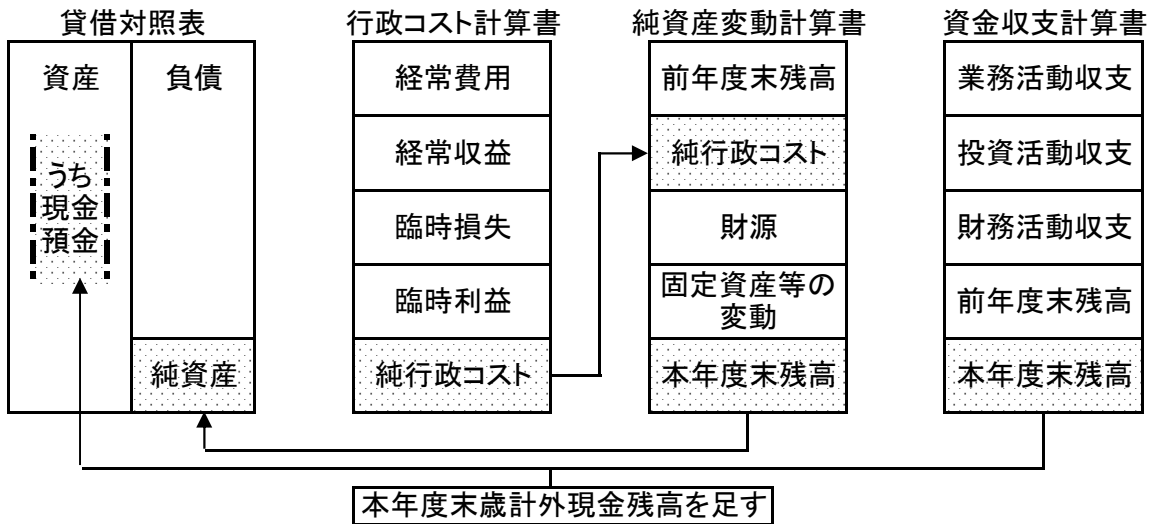 貸借対照表
資産
負債
うち
現金
預金
純資産
行政コスト計算書
経常費用
経常収益
臨時損失
臨時利益
純行政コスト
純資産変動計算書
前年度末残高
純行政コスト
財源
固定資産等の
変動
本年度末残高
資金収支計算書
業務活動収支
投資活動収支
財務活動収支
前年度末残高
本年度末残高
本年度末歳計外現金残高を足す